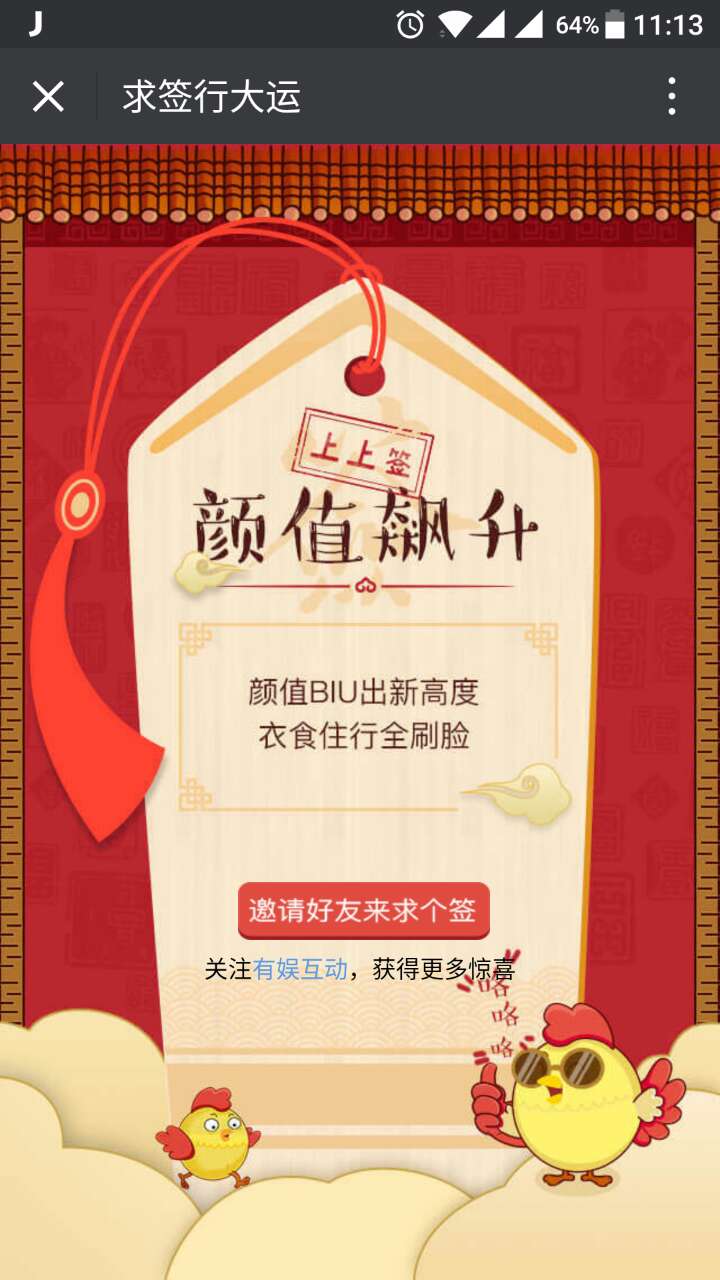 J
64% 11:13
求签行大运
上上签
颜值飙升
颜值BIU出新高度
衣食住行全刷脸
邀请好友来求个签
关注有娱互动，获得更多惊喜
咯
咯
咯